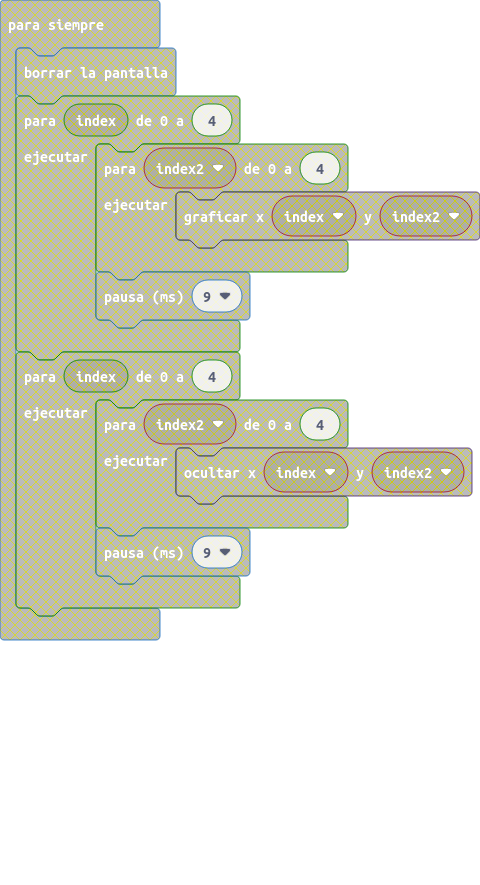 para siempre
borrar la pantalla
para index de 0 a 4
ejecutar
para index2 de 0 a 4
ejecutar
graficar x index y index2
pausa (ms) 9
para index de 0 a 4
ejecutar
para index2 de 0 a 4
ejecutar
ocultar x index y index2
pausa (ms) 9